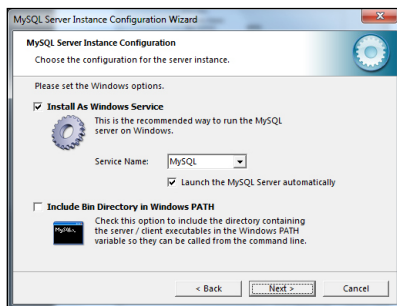 MySQL Server Instance Configuration Wizard
MySQL Server Instance Configuration
Choose the configuration for the server instance.
Please set the Windows options.
Install As Windows Service
This is the recommended way to run the MySQL
server on Windows.
Service Name: MySQL
Launch the MySQL Server automatically
Include Bin Directory in Windows PATH
Check this option to include the directory containing
the server / client executables in the Windows PATH
variable so they can be called from the command line.
< Back Next > Cancel